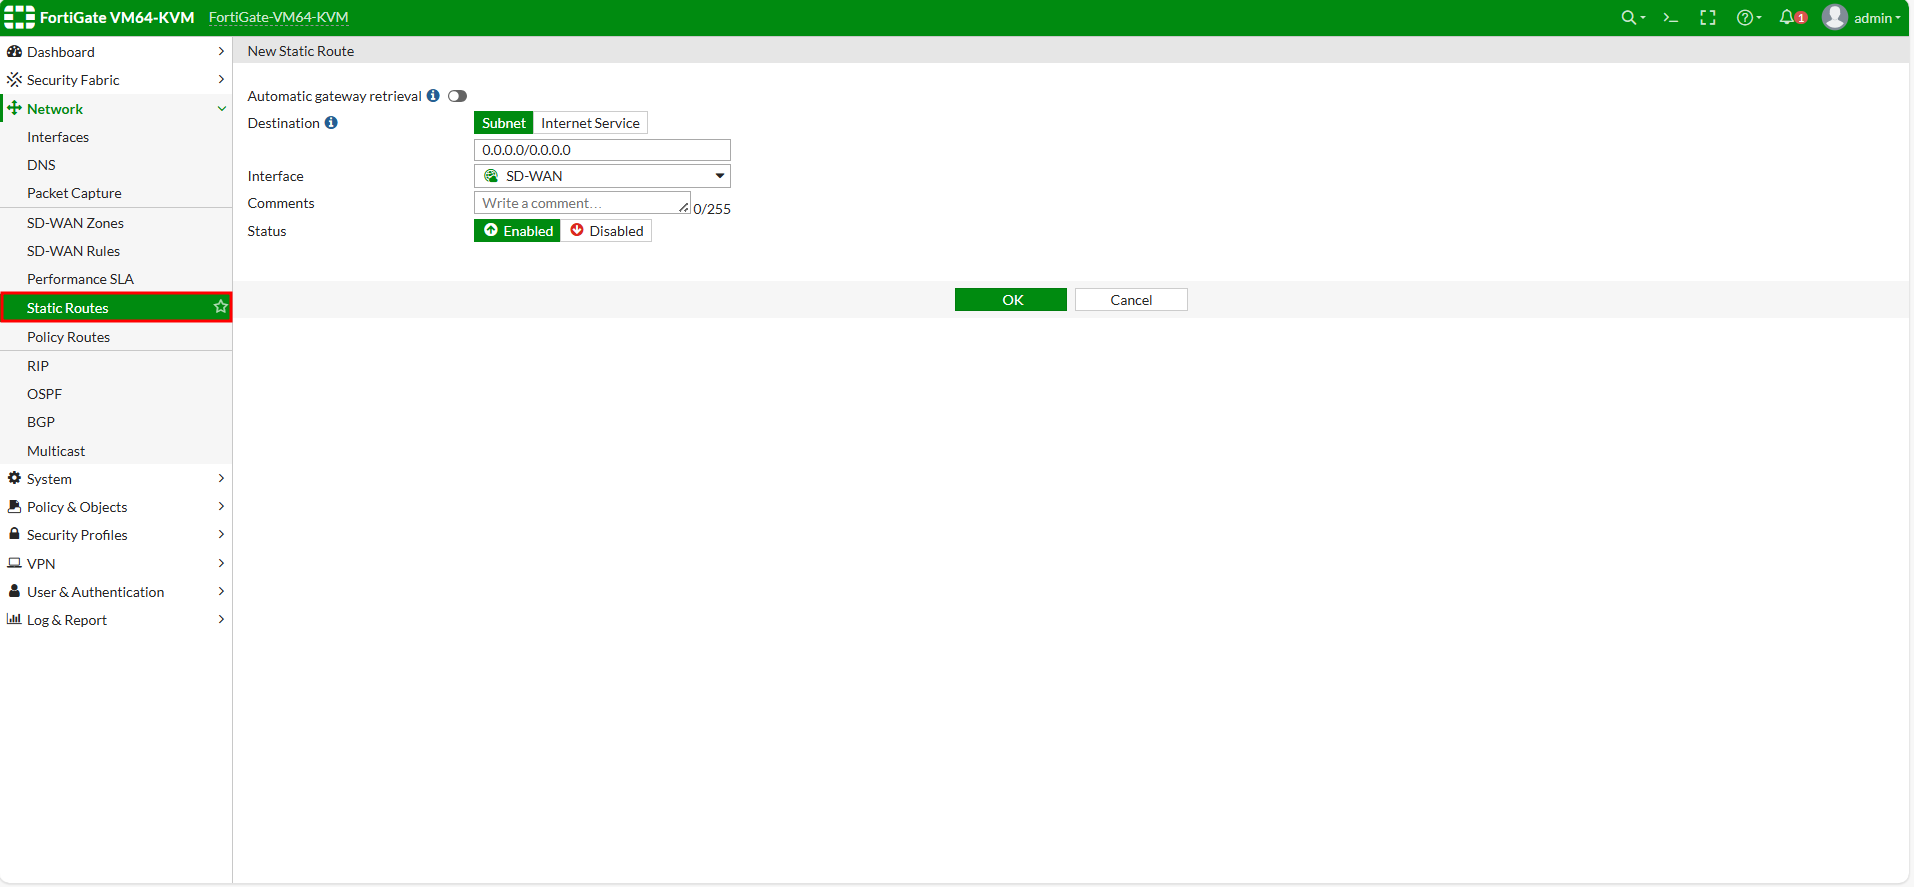 FortiGate VM64-KVM FortiGate-VM64-KVM 1 admin
Dashboard
Security Fabric
Network
Interfaces
DNS
Packet Capture
SD-WAN Zones
SD-WAN Rules
Performance SLA
Static Routes
Policy Routes
RIP
OSPF
BGP
Multicast
System
Policy & Objects
Security Profiles
VPN
User & Authentication
Log & Report
New Static Route
Automatic gateway retrieval
Destination Subnet Internet Service
0.0.0.0/0.0.0.0
Interface SD-WAN
Comments Write a comment... 0/255
Status Enabled Disabled
OK Cancel